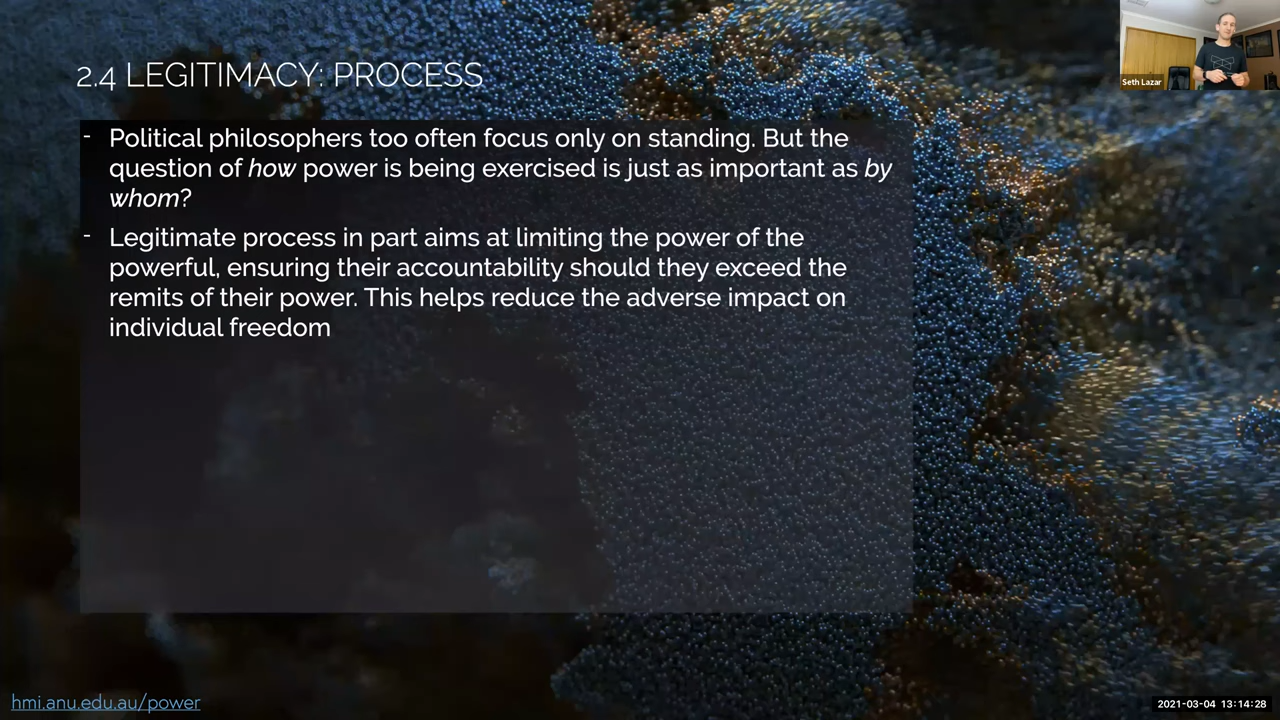 2.4 LEGITIMACY: PROCESS
Seth Lazar
- Political philosophers too often focus only on standing. But the
question of how power is being exercised is just as important as by
whom?
- Legitimate process in part aims at limiting the power of the
powerful, ensuring their accountability should they exceed the
remits of their power. This helps reduce the adverse impact on
individual freedom
hmi.anu.edu.au/power
2021-03-04 13:14:28